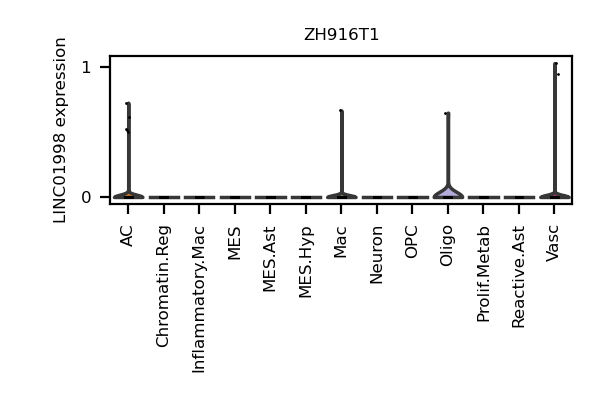 ZH916T1
LINC01998 expression
1
0
AC
Chromatin.Reg
Inflammatory.Mac
MES
MES.Ast
MES.Hyp
Mac
Neuron
OPC
Oligo
Prolif.Metab
Reactive.Ast
Vasc